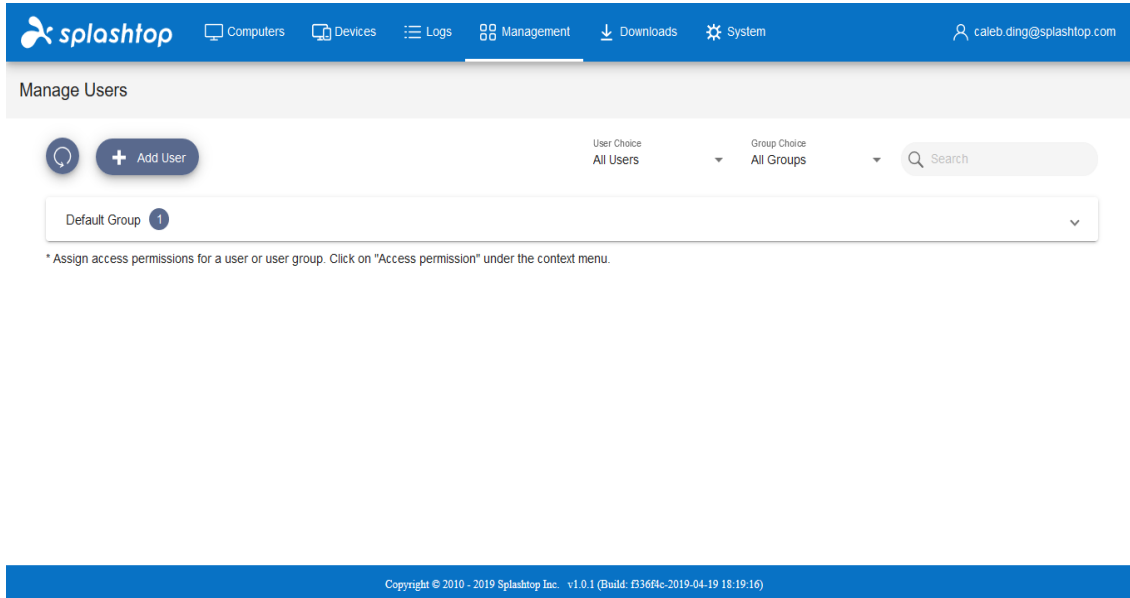 splashtop Computers Devices Logs Management Downloads System caleb.ding@splashtop.com
Manage Users
Add User
User Choice
All Users
Group Choice
All Groups
Search
Default Group 1
* Assign access permissions for a user or user group. Click on "Access permission" under the context menu.
Copyright © 2010 - 2019 Splashtop Inc. v1.0.1 (Build: f336f4c-2019-04-19 18:19:16)